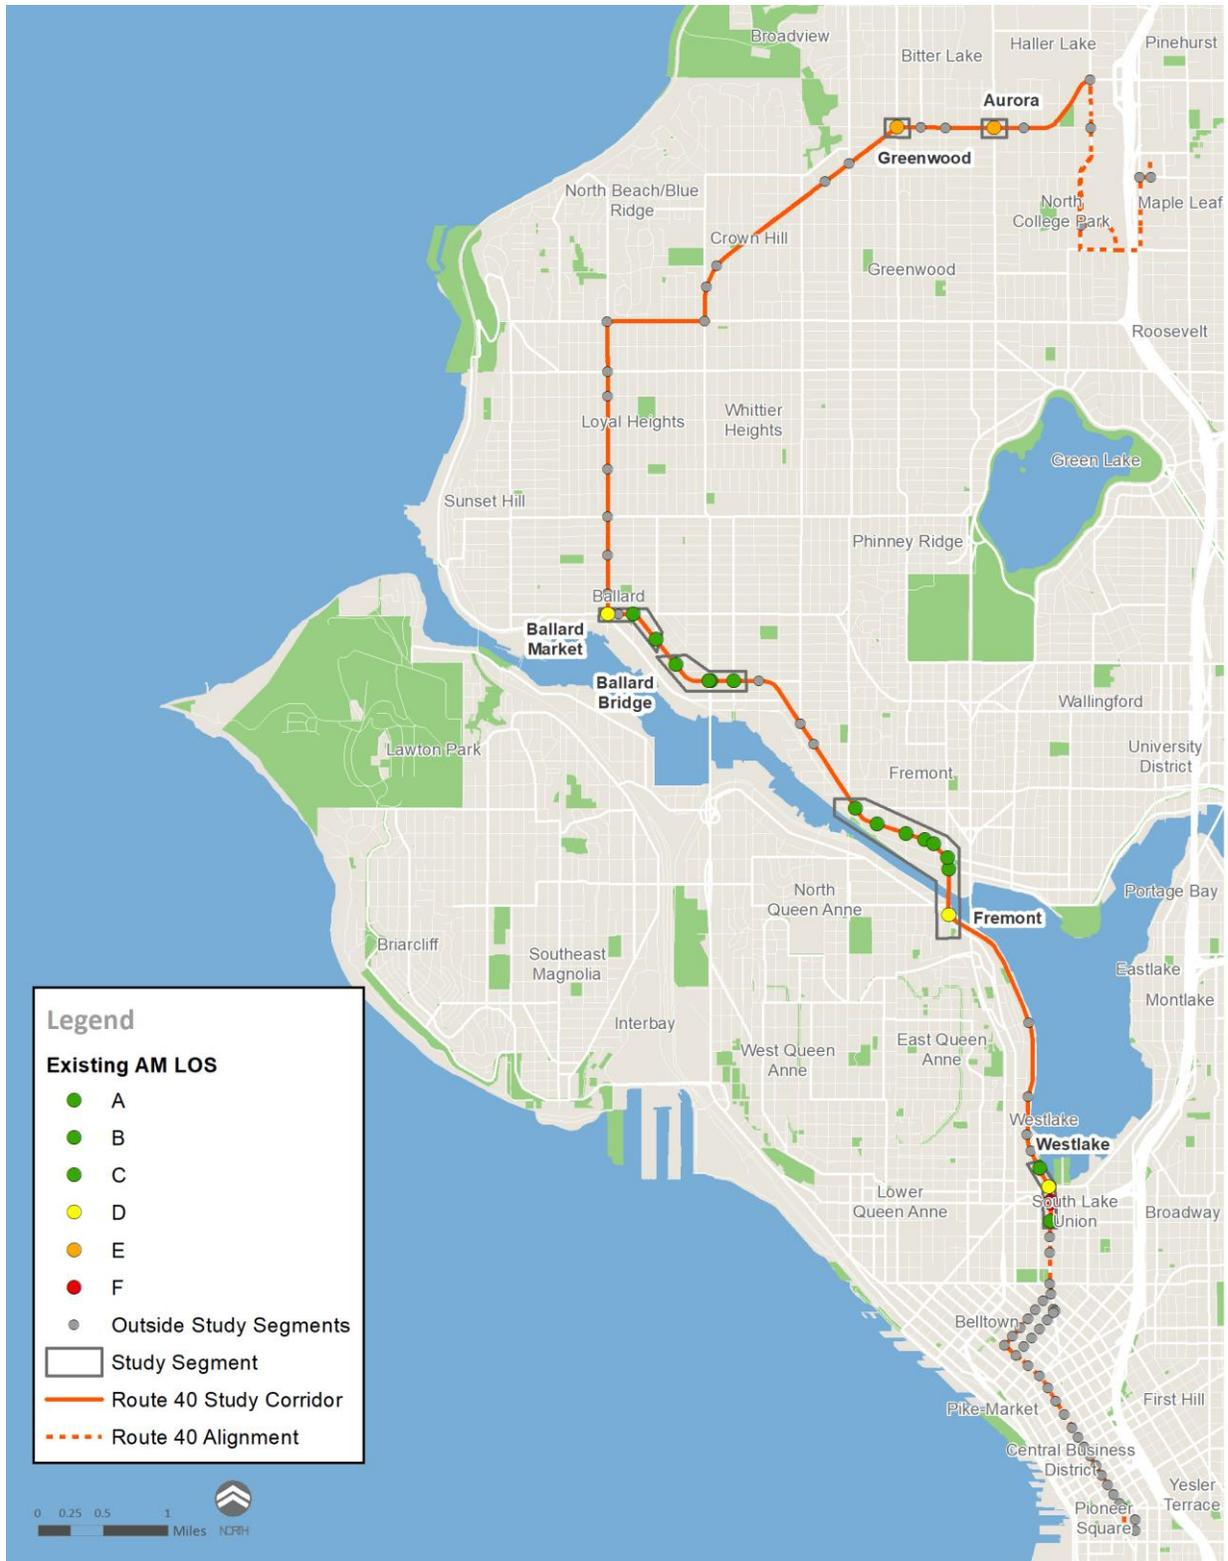 Broadview
Bitter Lake
Haller Lake
Pinehurst
Aurora
Greenwood
North Beach/Blue
Ridge
North
College Park
Maple Leaf
Crown Hill
Greenwood
Roosevelt
Loyal Heights
Whittier
Heights
Green Lake
Sunset Hill
Phinney Ridge
Ballard
Ballard
Market
Ballard
Bridge
Wallingford
Lawton Park
University
District
Fremont
North
Queen Anne
Portage Bay
Fremont
Briarcliff
Southeast
Magnolia
Eastlake
Montlake
Interbay
West Queen
Anne
East Queen
Anne
Westlake
Westlake
Lower
Queen Anne
South Lake
Union
Broadway
Belltown
Pike-Market
First Hill
Central Business
District
Yesler
Terrace
Pioneer
Square
Legend
Existing AM LOS
A
B
C
D
E
F
Outside Study Segments
Study Segment
Route 40 Study Corridor
Route 40 Alignment
0 0.25 0.5 1
Miles
NORTH